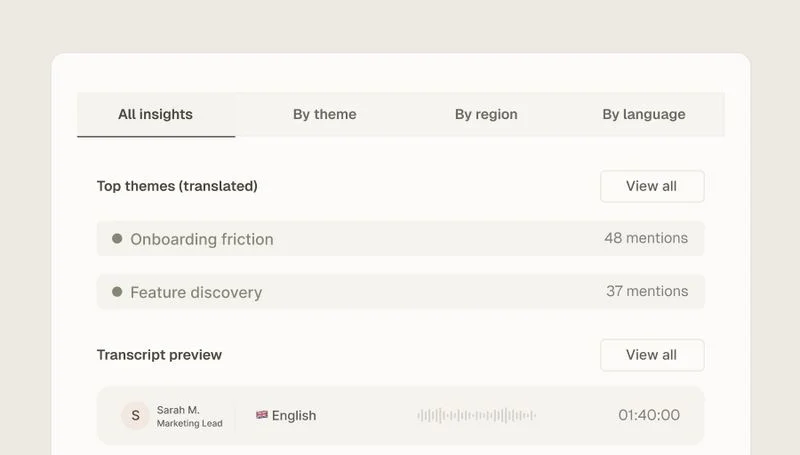 All insights
By theme
By region
By language
Top themes (translated)
View all
Onboarding friction
48 mentions
Feature discovery
37 mentions
Transcript preview
View all
S
Sarah M.
Marketing Lead
English
01:40:00